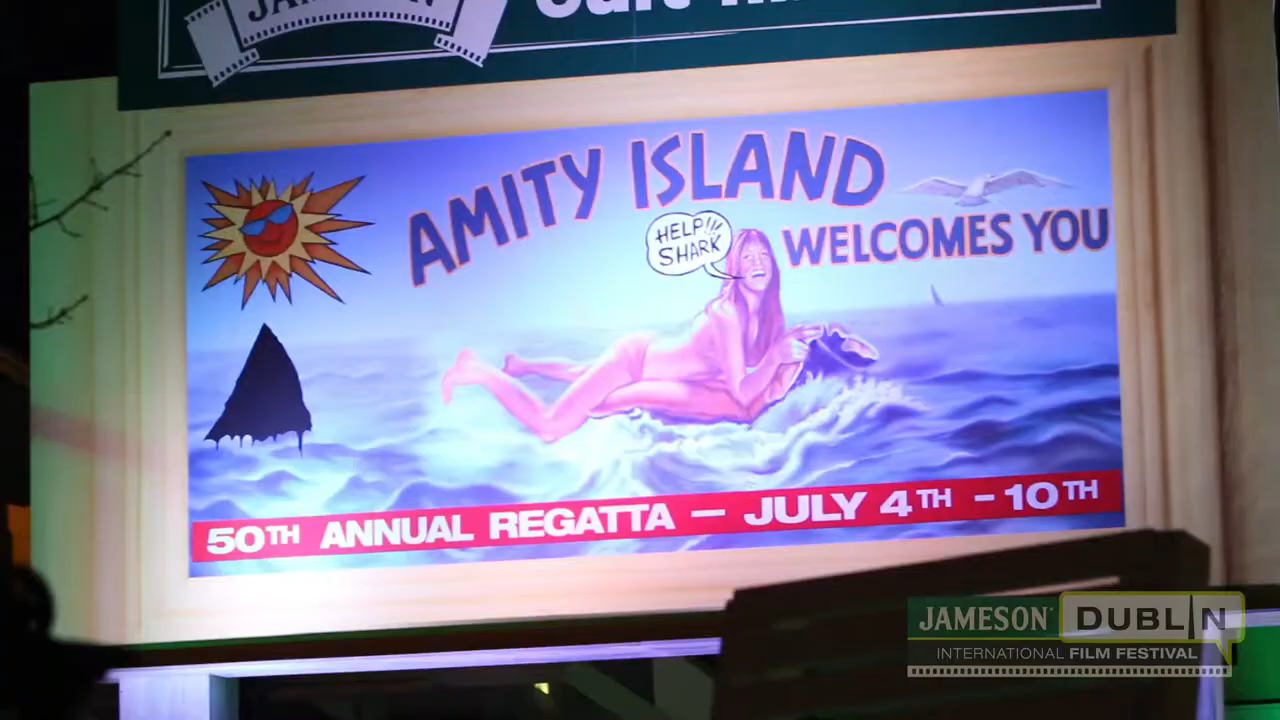 AMITY ISLAND
WELCOMES YOU
HELP!!!
SHARK
50TH ANNUAL REGATTA — JULY 4TH – 10TH
JAMESON DUBLIN
INTERNATIONAL FILM FESTIVAL